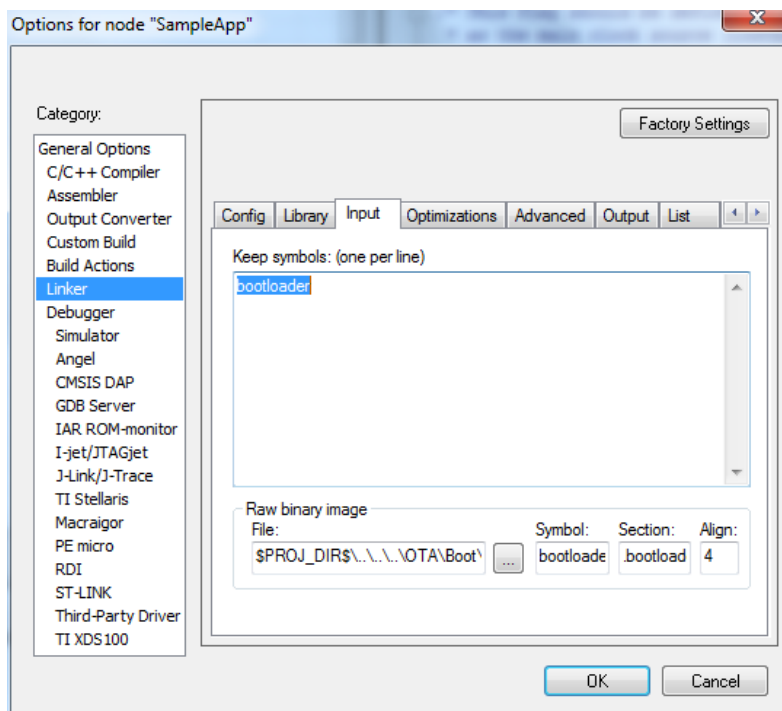 Options for node "SampleApp"
x
Category:
General Options
C/C++ Compiler
Assembler
Output Converter
Custom Build
Build Actions
Linker
Debugger
Simulator
Angel
CMSIS DAP
GDB Server
IAR ROM-monitor
I-jet/JTAGjet
J-Link/J-Trace
TI Stellaris
Macraigor
PE micro
RDI
ST-LINK
Third-Party Driver
TI XDS100
Factory Settings
Config Library Input Optimizations Advanced Output List
Keep symbols: (one per line)
bootloader
Raw binary image
File: Symbol: Section: Align:
$PROJ_DIR$\..\..\..\OTA\Boot\ ... bootloade .bootload 4
OK Cancel